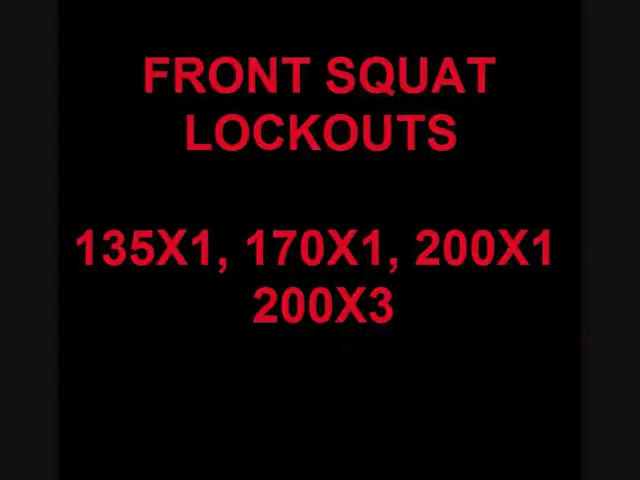 FRONT SQUAT
LOCKOUTS
135X1, 170X1, 200X1
200X3